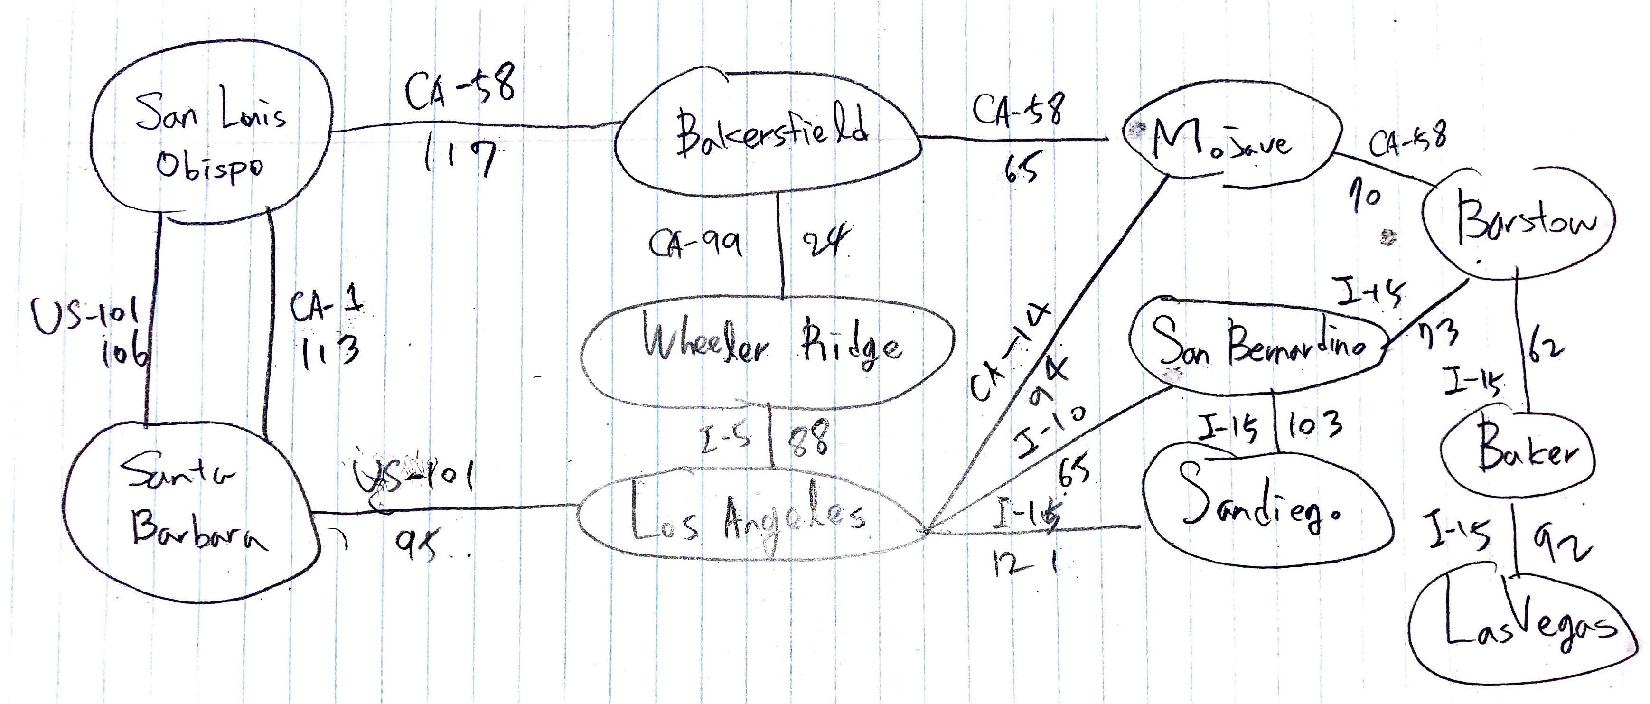 San Luis
Obispo
CA-58
117
Bakersfield
CA-58
65
Mojave
CA-58
70
Barstow
US-101
106
CA-1
113
CA-99
24
Wheeler Ridge
I-5
88
CA-14
94
San Bernardino
I-15
73
I-15
62
I-10
65
I-15
103
Baker
Santa
Barbara
US-101
95
Los Angeles
121
Sandiego
I-15
92
Las Vegas